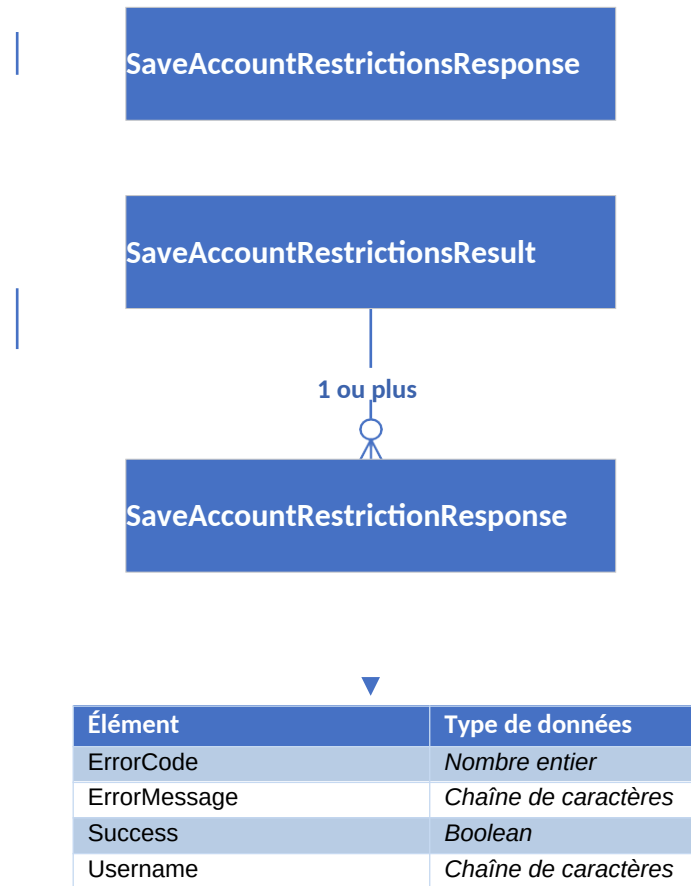 SaveAccountRestrictionsResponse
SaveAccountRestrictionsResult
1 ou plus
SaveAccountRestrictionResponse
Élément Type de données
ErrorCode Nombre entier
ErrorMessage Chaîne de caractères
Success Boolean
Username Chaîne de caractères